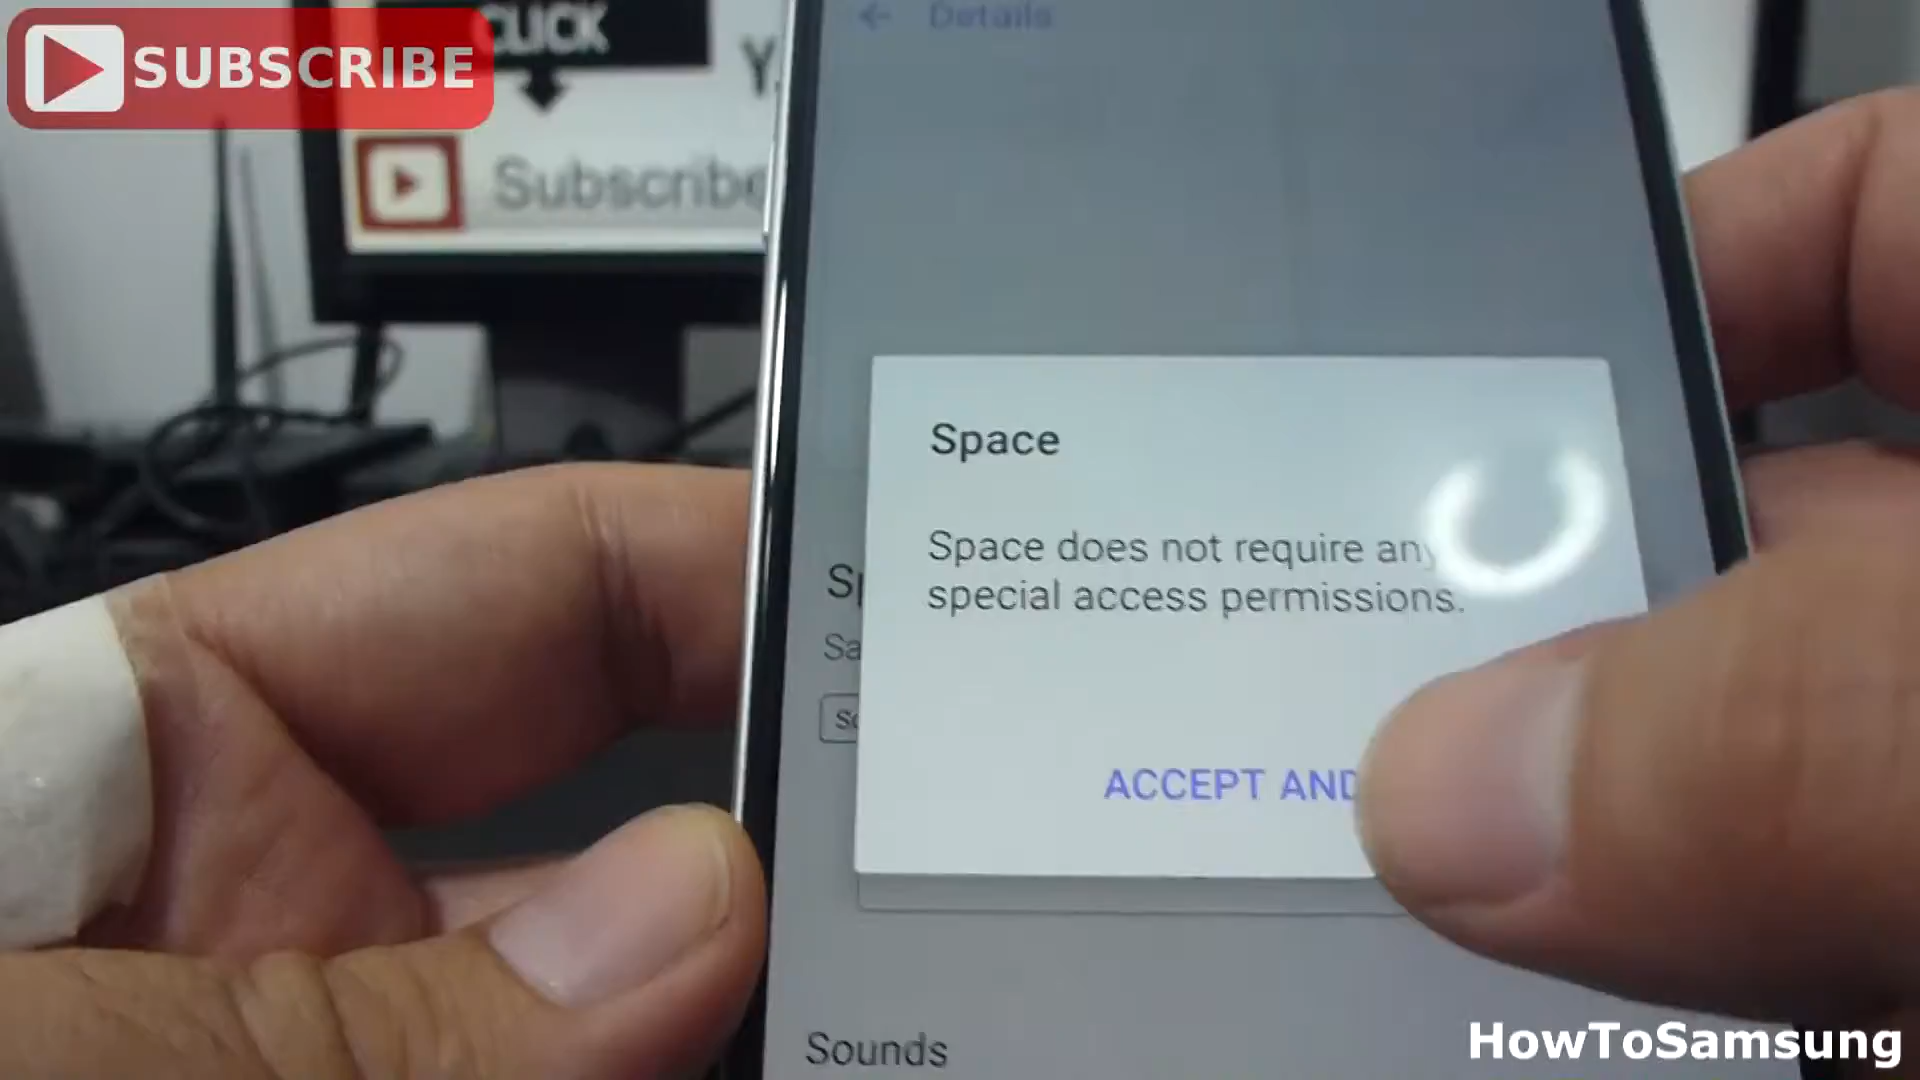 SUBSCRIBE
CLICK
Subscribe
Details
Space
Space does not require any
special access permissions.
ACCEPT AND
Sounds
HowToSamsung